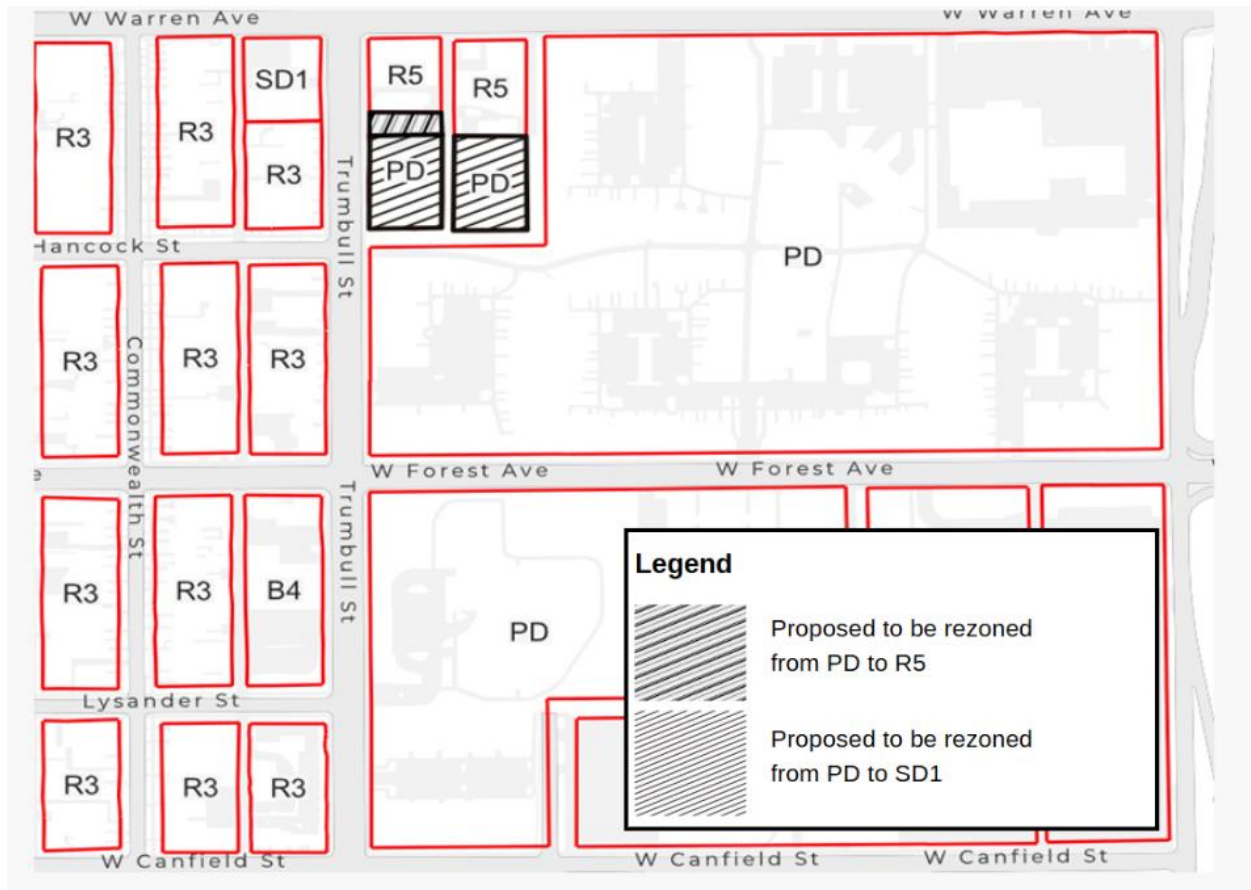 W Warren Ave
W Warren Ave
SD1
R5
R5
R3
R3
R3
PD
PD
Trumbull St
Hancock St
PD
R3
R3
R3
Commonwealth St
W Forest Ave
W Forest Ave
e
Trumbull St
R3
R3
B4
PD
Legend
Proposed to be rezoned
from PD to R5
Proposed to be rezoned
from PD to SD1
Lysander St
R3
R3
R3
W Canfield St
W Canfield St
W Canfield St